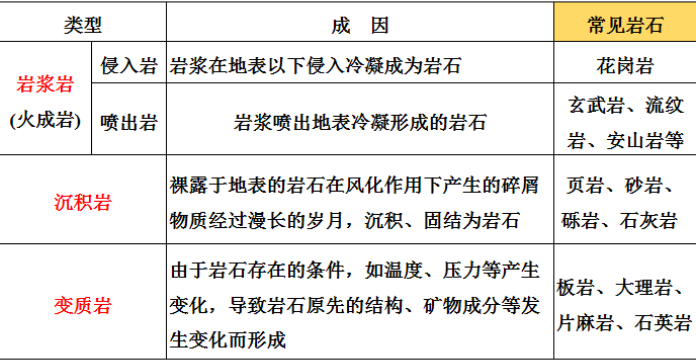 类型 成 因 常见岩石
岩浆岩
(火成岩)
侵入岩 岩浆在地表以下侵入冷凝成为岩石 花岗岩
喷出岩 岩浆喷出地表冷凝形成的岩石 玄武岩、流纹
岩、安山岩等
沉积岩 裸露于地表的岩石在风化作用下产生的碎屑
物质经过漫长的岁月，沉积、固结为岩石
页岩、砂岩、
砾岩、石灰岩
变质岩 由于岩石存在的条件，如温度、压力等产生
变化，导致岩石原先的结构、矿物成分等发
生变化而形成
板岩、大理岩、
片麻岩、石英岩